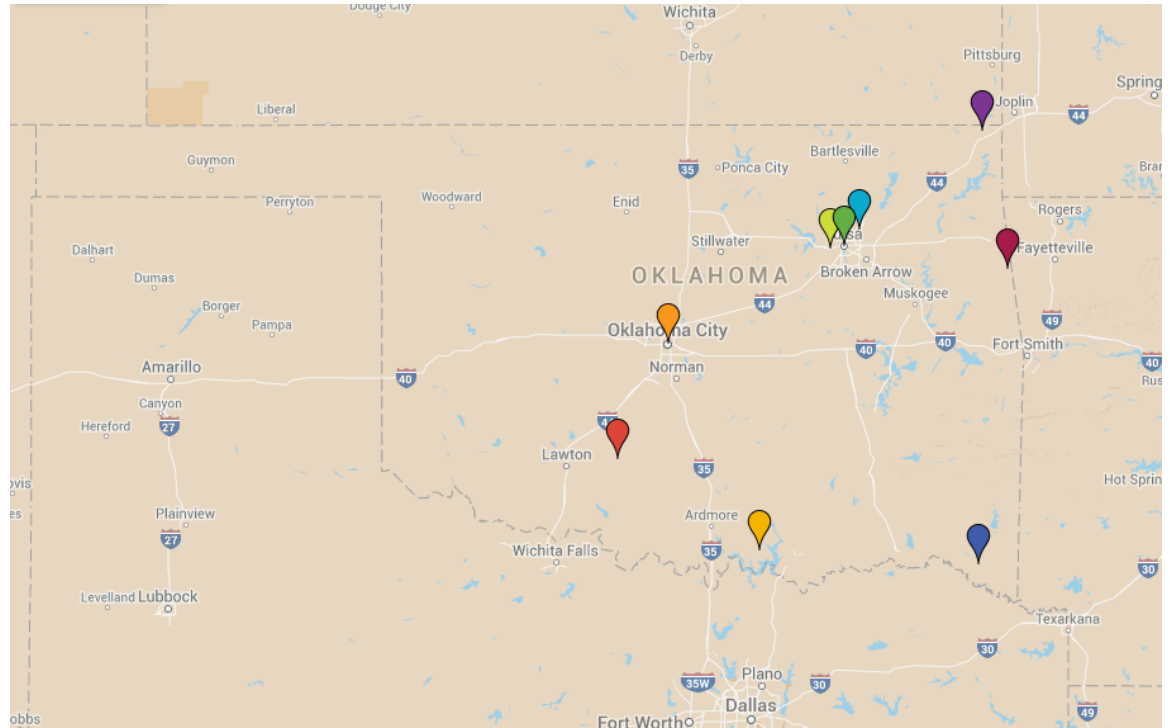 Dodge City
Wichita
Derby
Pittsburg
Spring
Joplin
44
Liberal
Guymon
Bartlesville
Bran
35
Ponca City
44
Perryton
Woodward
Enid
Rogers
Stillwater
Fayetteville
Dalhart
OKLAHOMA
Broken Arrow
Dumas
Muskogee
Borger
44
Pampa
49
Oklahoma City
Fort Smith
40
40
40
Amarillo
Norman
40
Rus
Canyon
Hereford
27
Lawton
35
Hot Sprin
ovis
es
Plainview
Ardmore
27
Wichita Falls
35
30
Levelland
Lubbock
Texarkana
30
Plano
35W
30
Dallas
49
obbs
Fort Worth